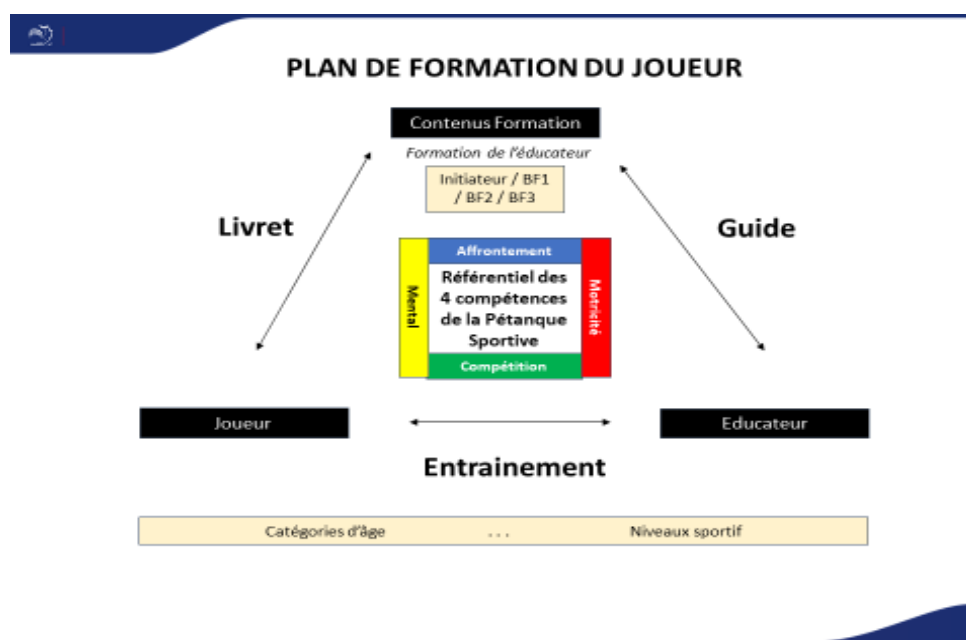 PLAN DE FORMATION DU JOUEUR
Contenus Formation
Formation de l'éducateur
Initiateur / BF1
/ BF2 / BF3
Livret
Guide
Affrontement
Mental
Référentiel des
4 compétences
de la Pétanque
Sportive
Motricité
Compétition
Joueur
Educateur
Entrainement
Catégories d'âge ... Niveaux sportif